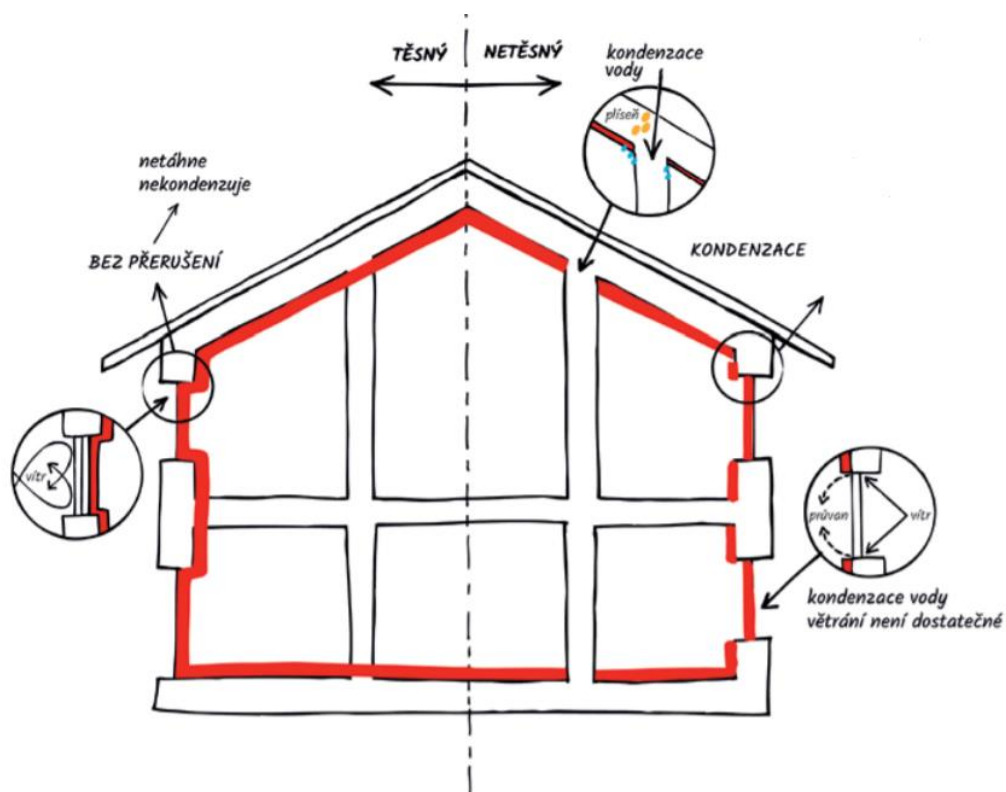 TĚSNÝ
NETĚSNÝ
kondenzace
vody
plíseň
netáhne
nekondenzuje
BEZ PŘERUŠENÍ
KONDENZACE
vítr
průvan
vítr
kondenzace vody
větrání není dostatečné